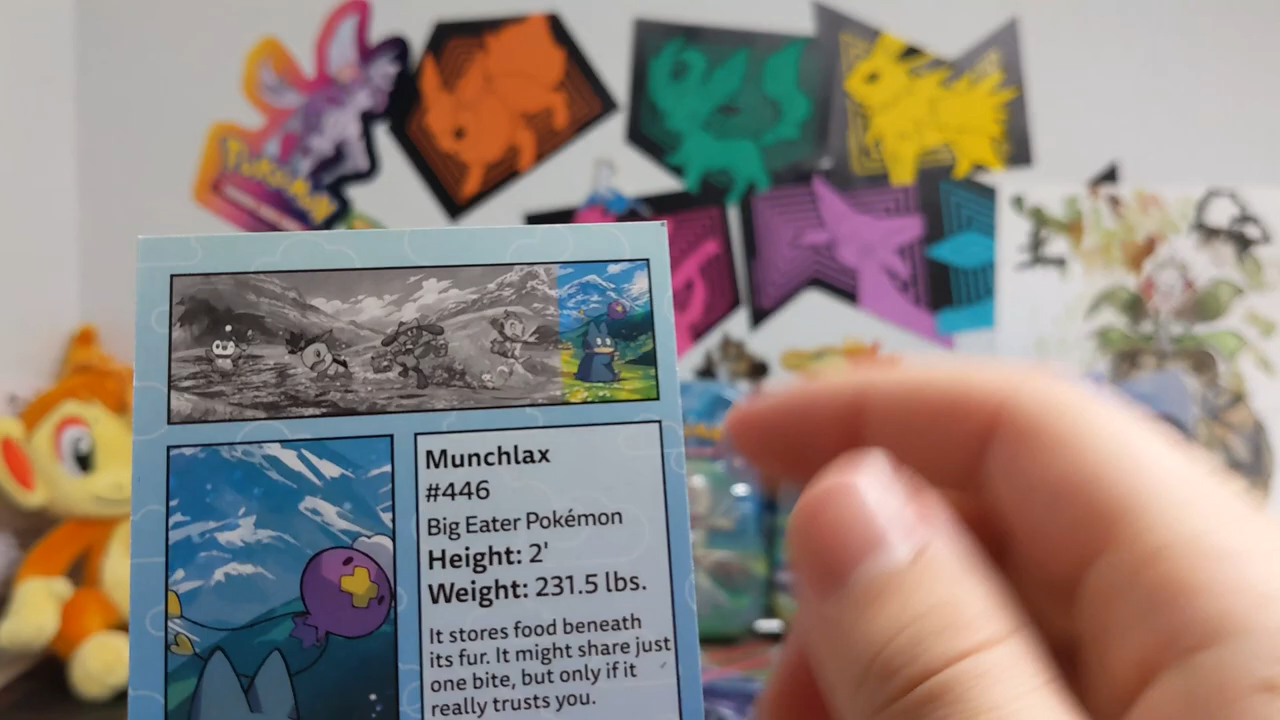 Pokémon
Munchlax
#446
Big Eater Pokémon
Height: 2'
Weight: 231.5 lbs.
It stores food beneath
its fur. It might share just
one bite, but only if it
really trusts you.